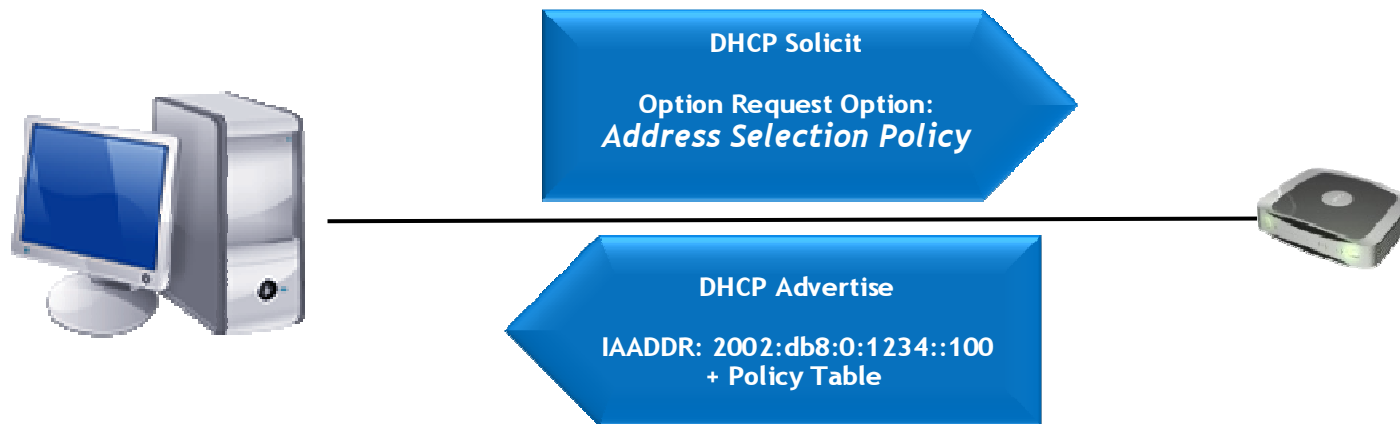 DHCP Solicit
Option Request Option:
Address Selection Policy
DHCP Advertise
IAADDR: 2002:db8:0:1234::100
+ Policy Table